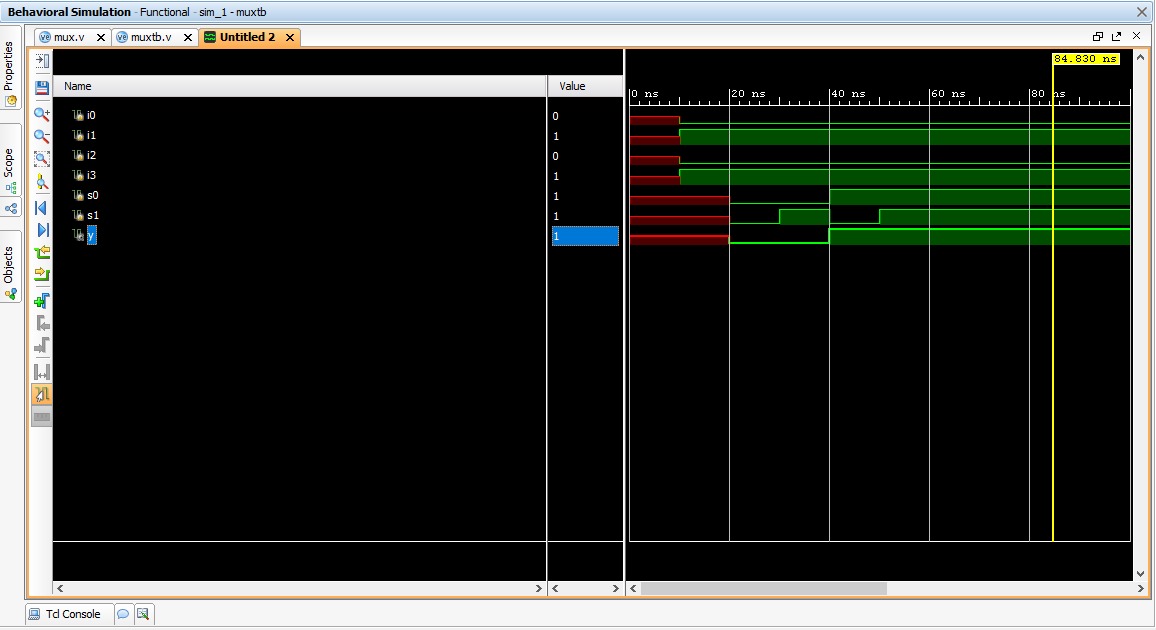 Behavioral Simulation - Functional - sim_1 - muxtb
mux.v muxtb.v Untitled 2
Properties
Scope
Objects
84.830 ns
Name Value
0 ns 20 ns 40 ns 60 ns 80 ns
i0 0
i1 1
i2 0
i3 1
s0 1
s1 1
y 1
Tcl Console